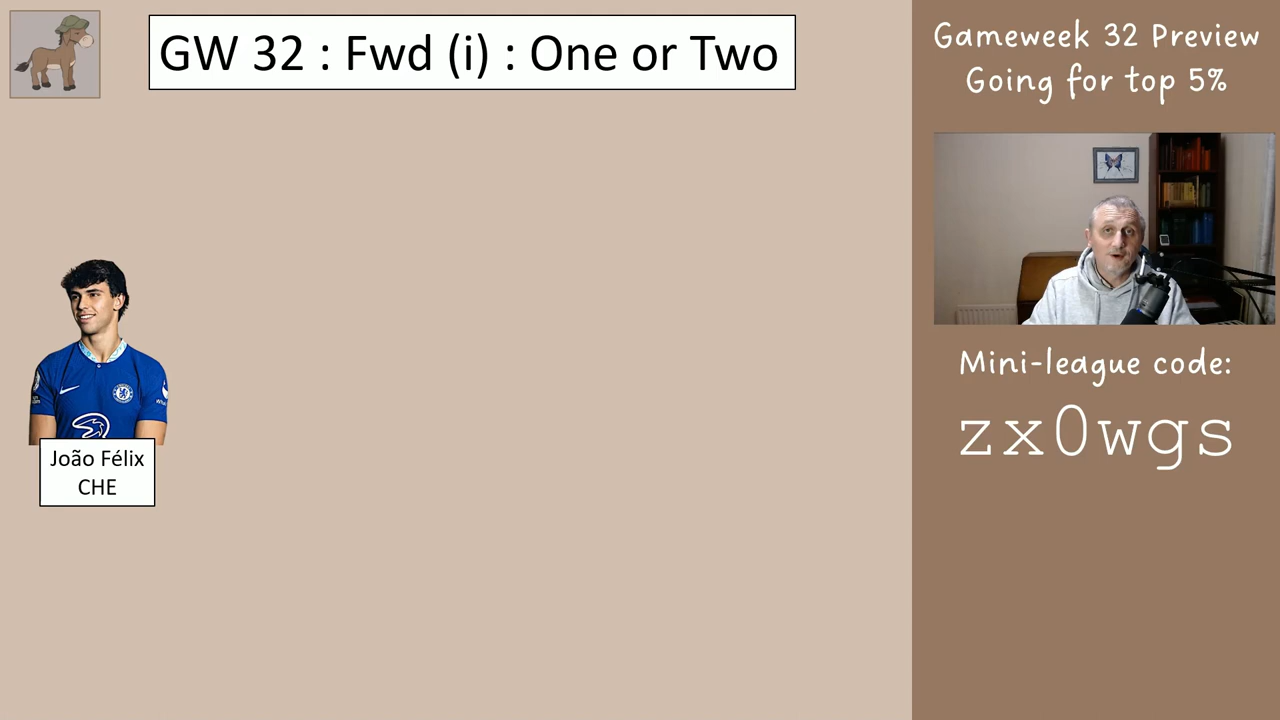 GW 32 : Fwd (i) : One or Two
Gameweek 32 Preview
Going for top 5%
Mini-league code:
zx0wgs
João Félix
CHE